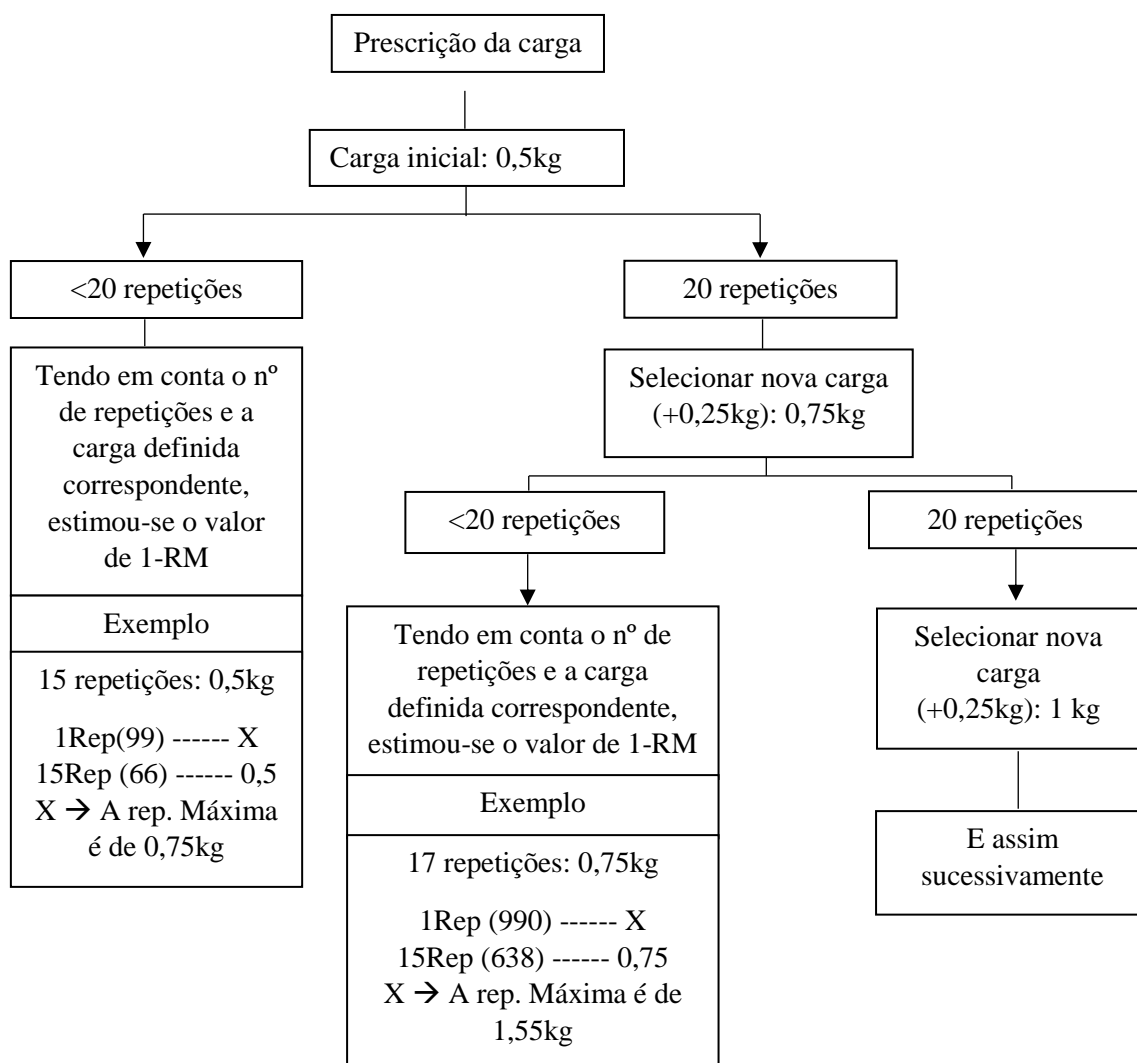 Prescrição da carga
Carga inicial: 0,5kg
<20 repetições
20 repetições
Tendo em conta o nº
de repetições e a
carga definida
correspondente,
estimou-se o valor
de 1-RM
Exemplo
15 repetições: 0,5kg
1Rep(99) ------ X
15Rep (66) ------ 0,5
X → A rep. Máxima
é de 0,75kg
Selecionar nova carga
(+0,25kg): 0,75kg
<20 repetições
20 repetições
Tendo em conta o nº de
repetições e a carga
definida correspondente,
estimou-se o valor de 1-RM
Exemplo
17 repetições: 0,75kg
1Rep (990) ------ X
15Rep (638) ------ 0,75
X → A rep. Máxima é de
1,55kg
Selecionar nova
carga
(+0,25kg): 1 kg
E assim
sucessivamente